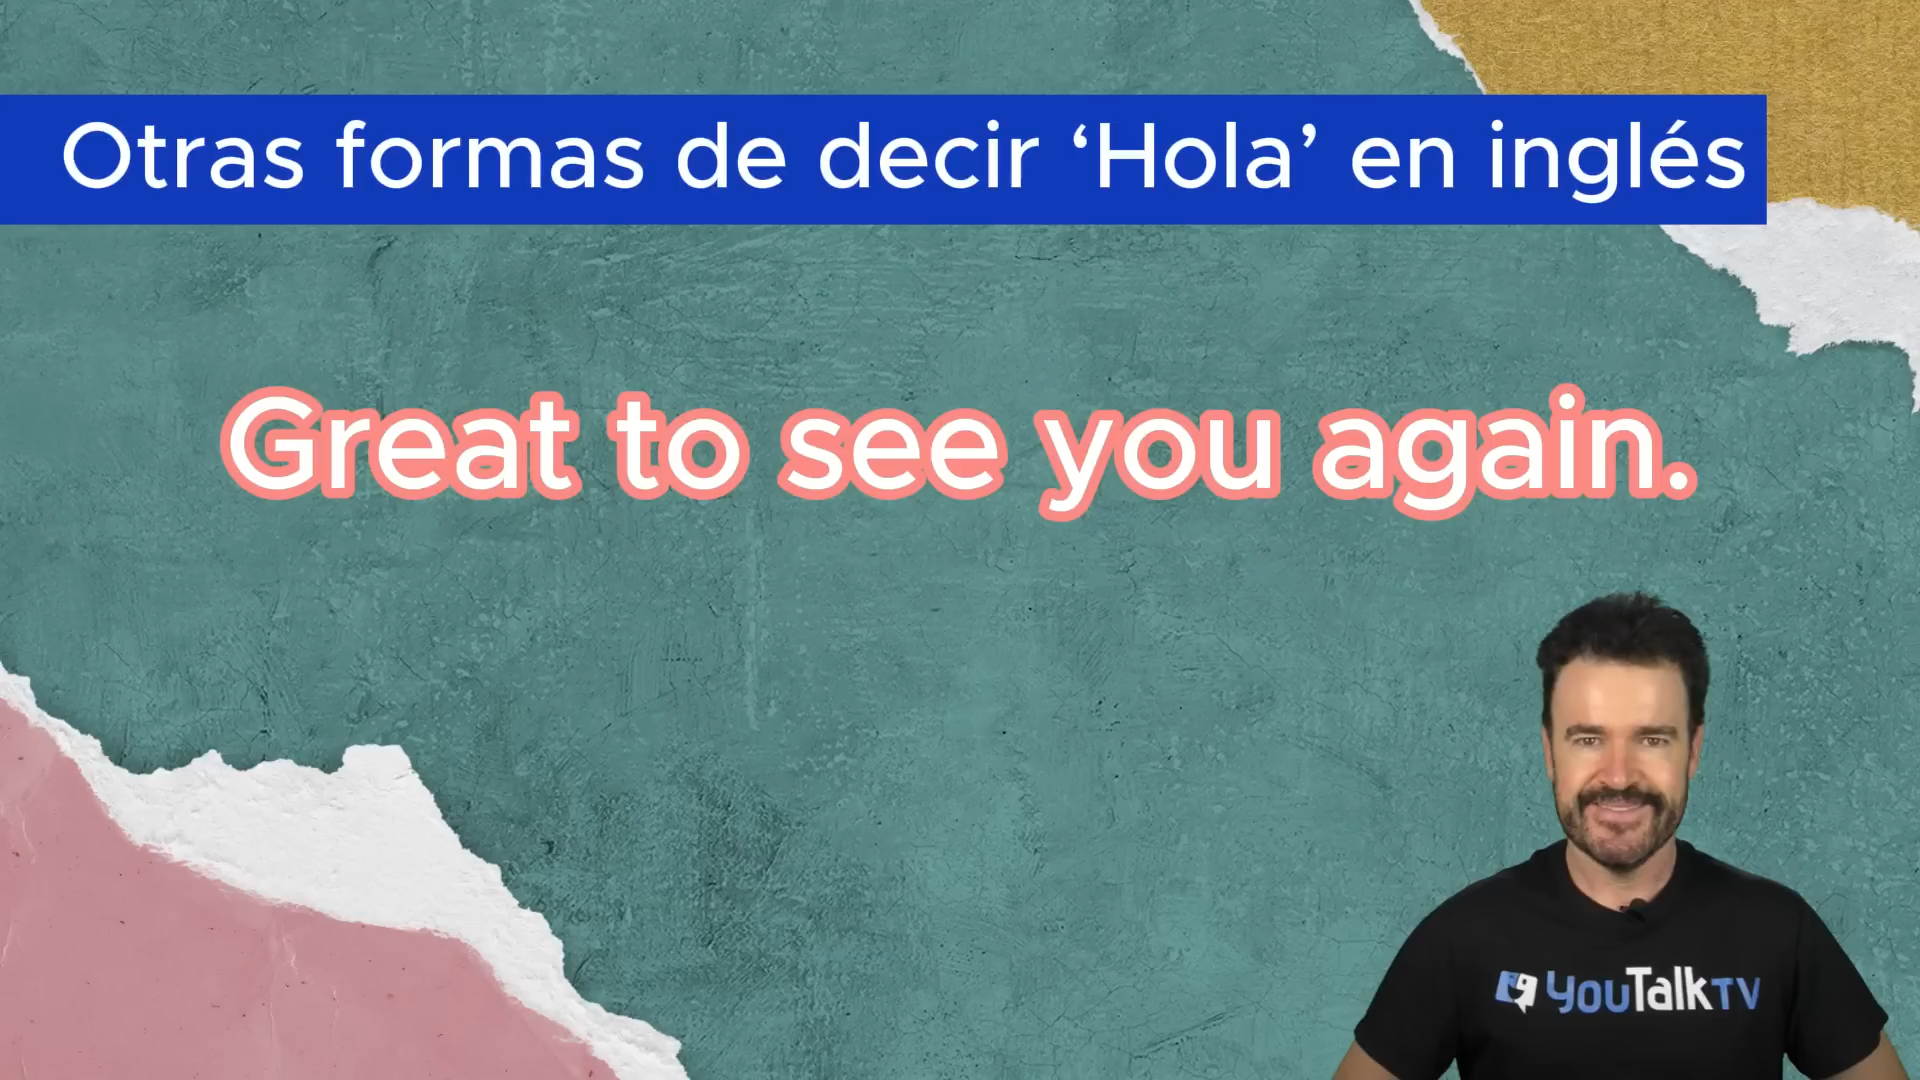 Otras formas de decir ‘Hola’ en inglés
Great to see you again.
YouTalkTV